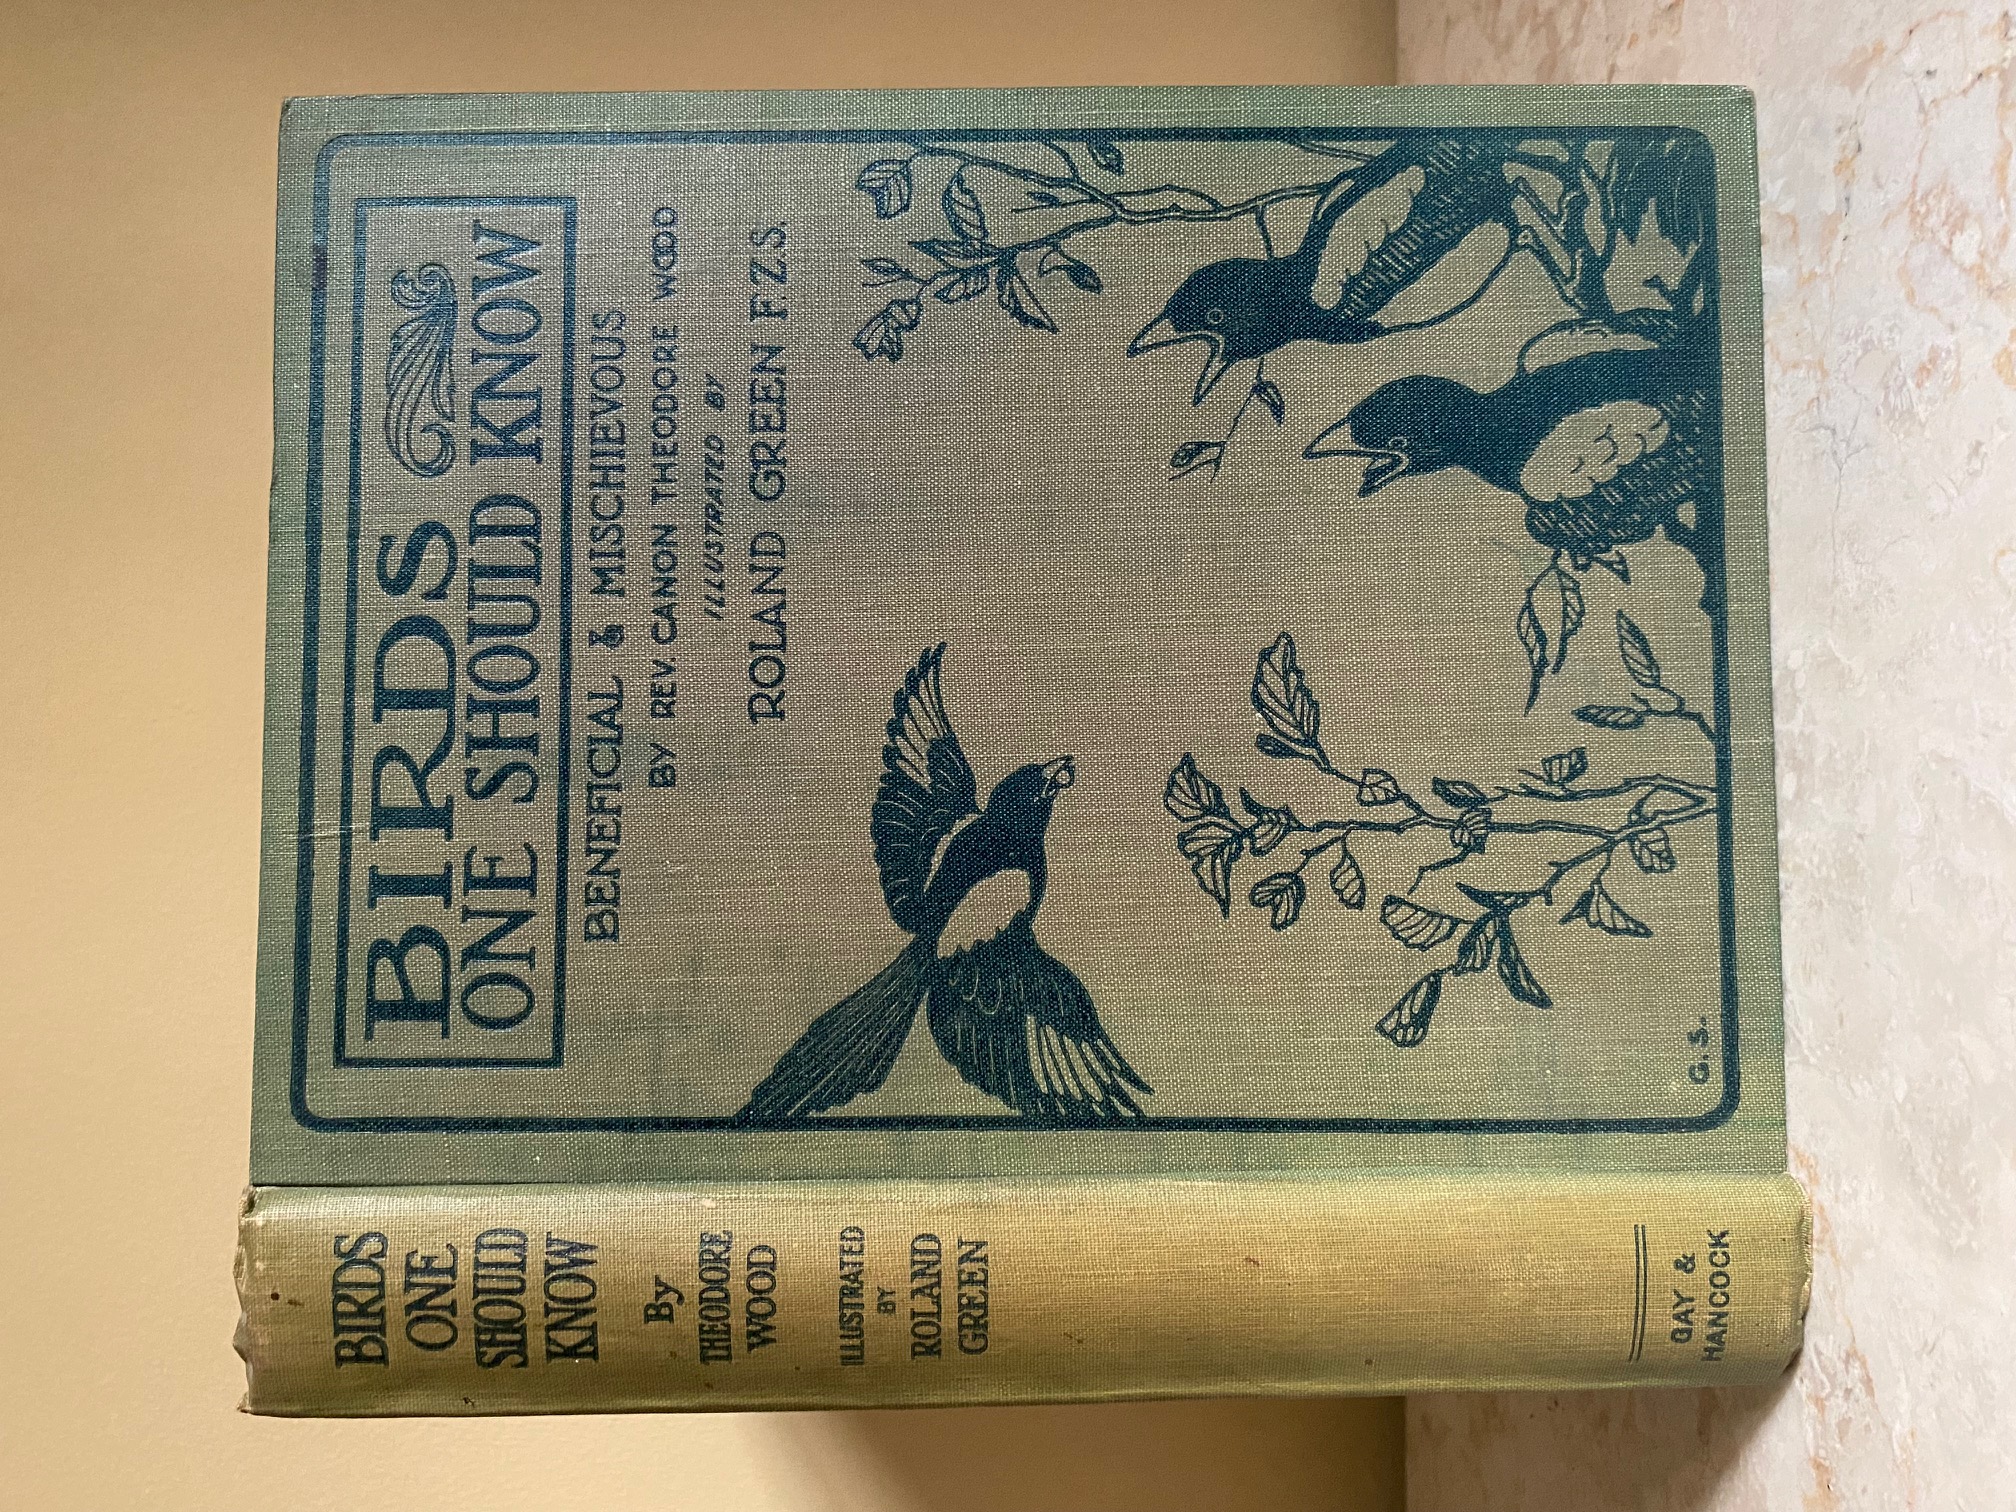 BIRDS
ONE SHOULD KNOW
BENEFICIAL & MISCHIEVOUS
BY REV. CANON THEODORE WOOD
ILLUSTRATED BY
ROLAND GREEN F.Z.S.
G. S.
BIRDS
ONE
SHOULD
KNOW
By
THEODORE
WOOD
ILLUSTRATED
BY
ROLAND
GREEN
GAY &
HANCOCK